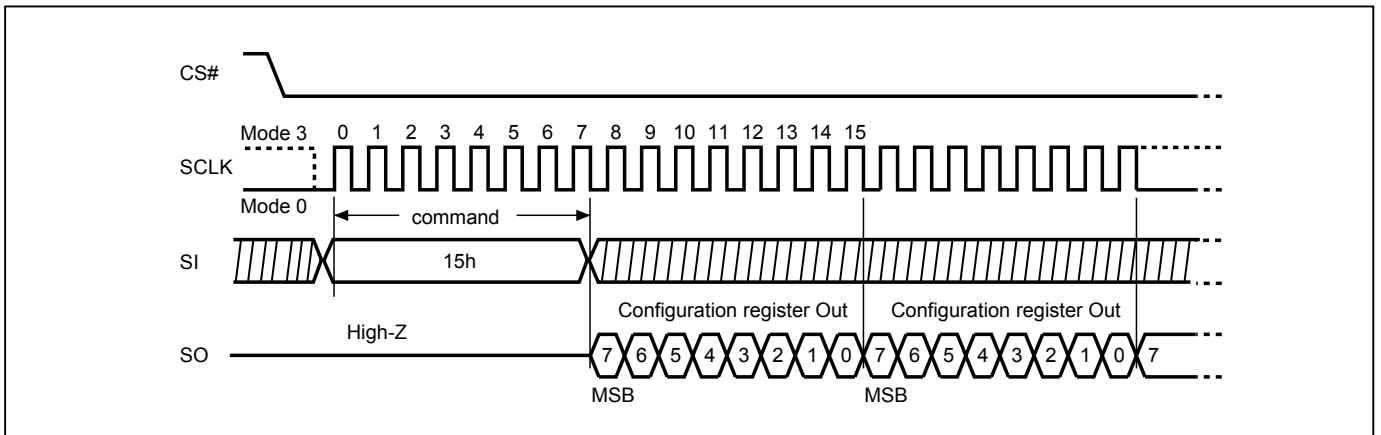 CS#
Mode 3 0 1 2 3 4 5 6 7 8 9 10 11 12 13 14 15
SCLK
Mode 0
command
SI 15h
Configuration register Out Configuration register Out
High-Z
SO 7 6 5 4 3 2 1 0 7 6 5 4 3 2 1 0 7
MSB MSB